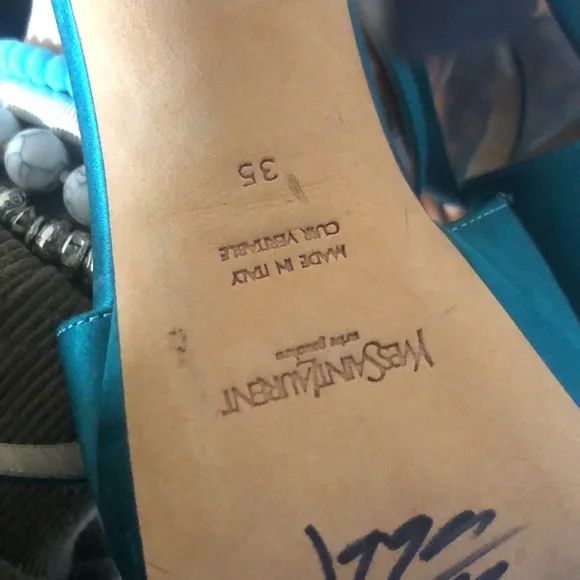 YVESSAINTLAURENT
rive gauche
MADE IN ITALY
CUIR VERITABLE
35